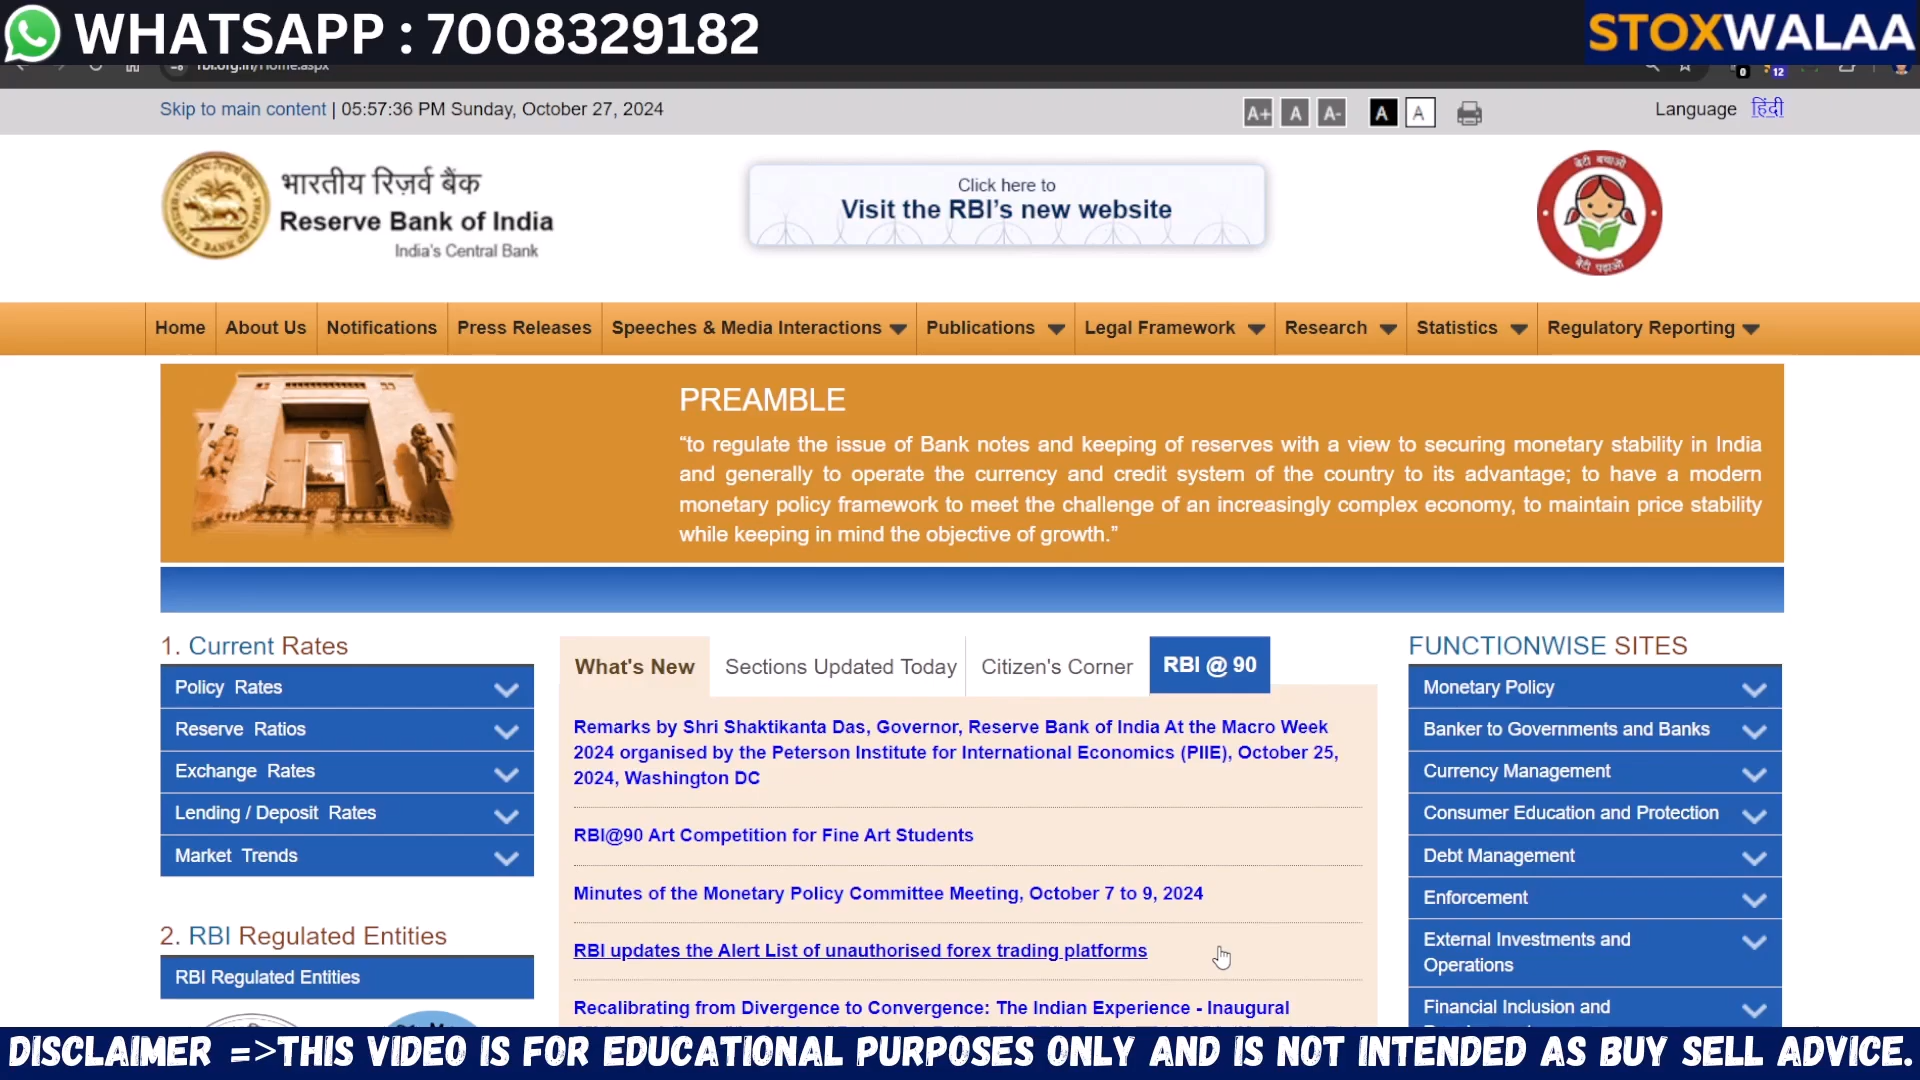 WHATSAPP : 7008329182
STOXWALAA
rbi.org.in/Home.aspx
0
12
Skip to main content | 05:57:36 PM Sunday, October 27, 2024
A+ A A- A A
Language हिंदी
भारतीय रिज़र्व बैंक
Reserve Bank of India
India's Central Bank
Click here to
Visit the RBI's new website
बेटी बचाओ
बेटी पढ़ाओ
Home About Us Notifications Press Releases Speeches & Media Interactions Publications Legal Framework Research Statistics Regulatory Reporting
PREAMBLE
“to regulate the issue of Bank notes and keeping of reserves with a view to securing monetary stability in India
and generally to operate the currency and credit system of the country to its advantage; to have a modern
monetary policy framework to meet the challenge of an increasingly complex economy, to maintain price stability
while keeping in mind the objective of growth.”
1. Current Rates
Policy Rates
Reserve Ratios
Exchange Rates
Lending / Deposit Rates
Market Trends
2. RBI Regulated Entities
RBI Regulated Entities
What's New Sections Updated Today Citizen's Corner RBI @ 90
Remarks by Shri Shaktikanta Das, Governor, Reserve Bank of India At the Macro Week
2024 organised by the Peterson Institute for International Economics (PIIE), October 25,
2024, Washington DC
RBI@90 Art Competition for Fine Art Students
Minutes of the Monetary Policy Committee Meeting, October 7 to 9, 2024
RBI updates the Alert List of unauthorised forex trading platforms
Recalibrating from Divergence to Convergence: The Indian Experience - Inaugural
FUNCTIONWISE SITES
Monetary Policy
Banker to Governments and Banks
Currency Management
Consumer Education and Protection
Debt Management
Enforcement
External Investments and
Operations
Financial Inclusion and
DISCLAIMER =>THIS VIDEO IS FOR EDUCATIONAL PURPOSES ONLY AND IS NOT INTENDED AS BUY SELL ADVICE.